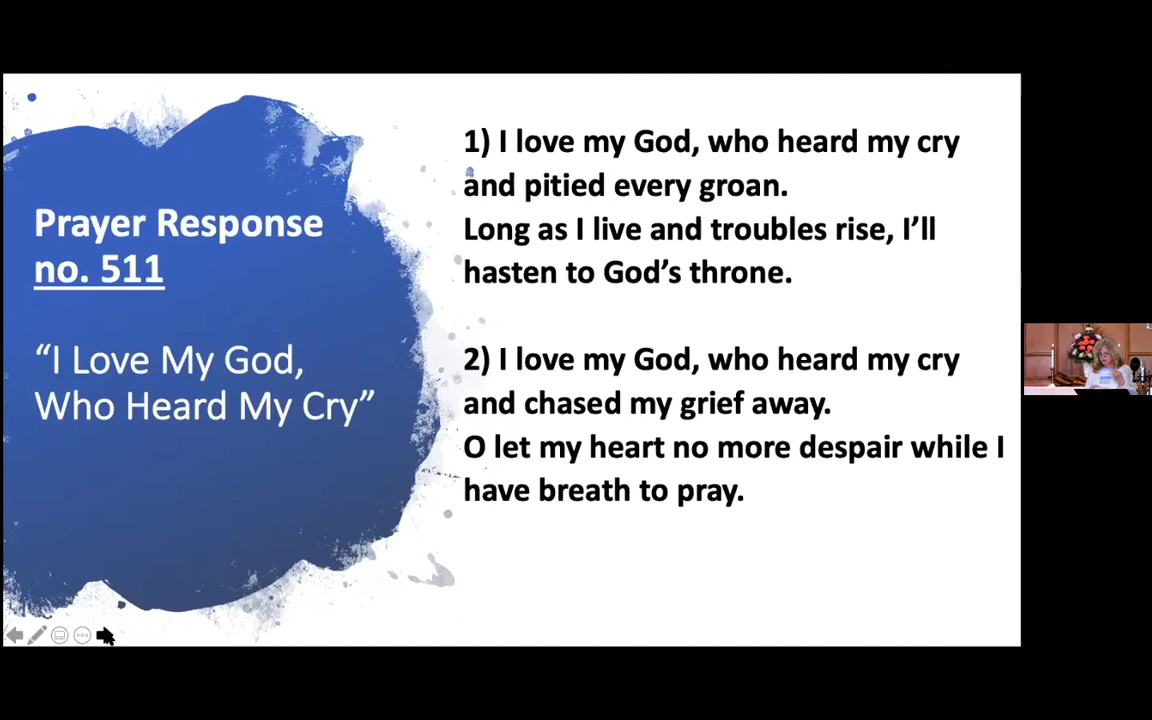 Prayer Response
no. 511
“I Love My God,
Who Heard My Cry”
1) I love my God, who heard my cry
and pitied every groan.
Long as I live and troubles rise, I’ll
hasten to God’s throne.
2) I love my God, who heard my cry
and chased my grief away.
O let my heart no more despair while I
have breath to pray.